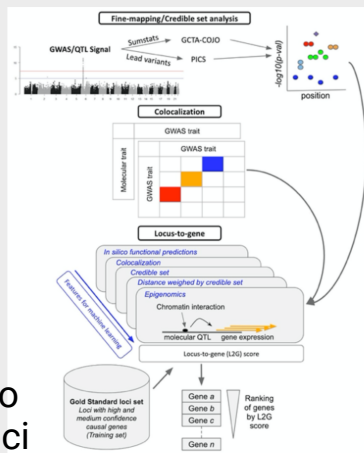 Fine-mapping/Credible set analysis
GWAS/QTL Signal
Sumstats
GCTA-COJO
Lead variants
PICS
-log10(p-val)
position
Colocalization
GWAS trait
Molecular trait
GWAS trait
GWAS trait
Locus-to-gene
In silico functional predictions
Colocalization
Credible set
Distance weighed by credible set
Epigenomics
Chromatin interaction
molecular QTL
gene expression
Features for machine learning
Locus-to-gene (L2G) score
Gold Standard loci set
Loci with high and
medium confidence
causal genes
(Training set)
Gene a
Gene b
Gene c
Gene n
Ranking
of genes
by L2G
score
o
ci